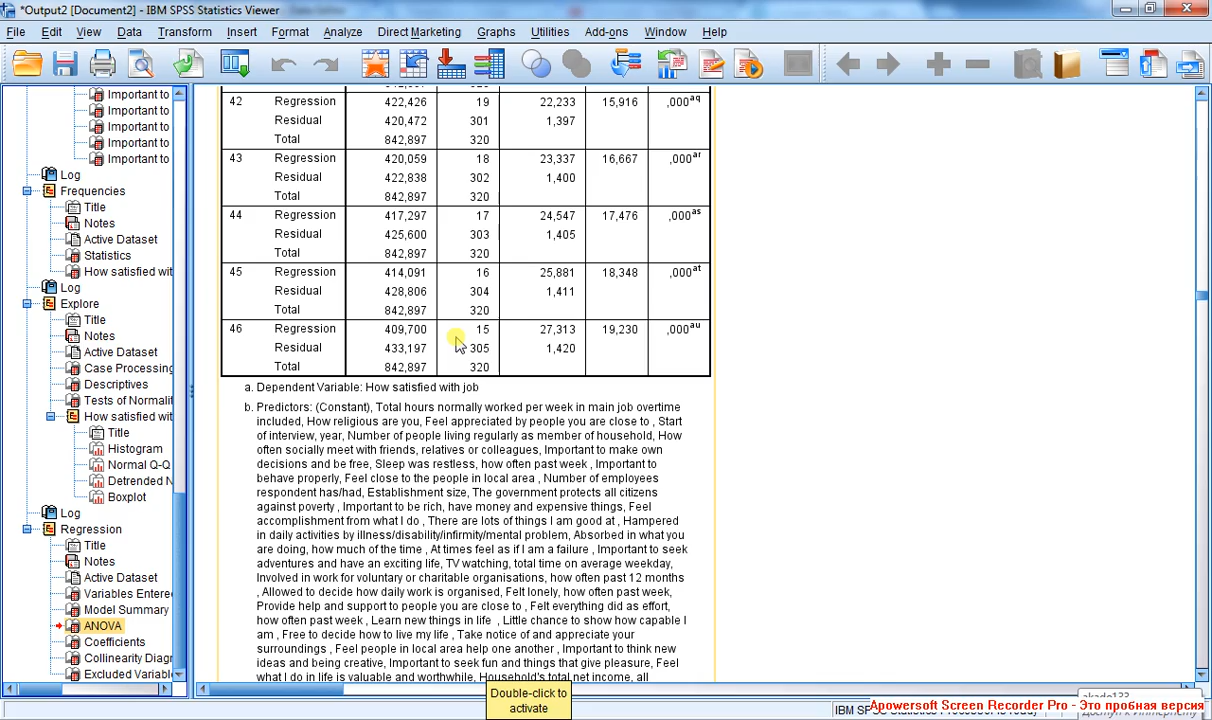 *Output2 [Document2] - IBM SPSS Statistics Viewer
File Edit View Data Transform Insert Format Analyze Direct Marketing Graphs Utilities Add-ons Window Help
Important to
Important to
Important to
Important to
Important to
Log
Frequencies
Title
Notes
Active Dataset
Statistics
How satisfied wit
Log
Explore
Title
Notes
Active Dataset
Case Processing
Descriptives
Tests of Normalit
How satisfied wit
Title
Histogram
Normal Q-Q
Detrended N
Boxplot
Log
Regression
Title
Notes
Active Dataset
Variables Entere
Model Summary
ANOVA
Coefficients
Collinearity Diagn
Excluded Variabl
42 Regression 422,426 19 22,233 15,916 ,000aq
Residual 420,472 301 1,397
Total 842,897 320
43 Regression 420,059 18 23,337 16,667 ,000ar
Residual 422,838 302 1,400
Total 842,897 320
44 Regression 417,297 17 24,547 17,476 ,000as
Residual 425,600 303 1,405
Total 842,897 320
45 Regression 414,091 16 25,881 18,348 ,000at
Residual 428,806 304 1,411
Total 842,897 320
46 Regression 409,700 15 27,313 19,230 ,000au
Residual 433,197 305 1,420
Total 842,897 320
a. Dependent Variable: How satisfied with job
b. Predictors: (Constant), Total hours normally worked per week in main job overtime
included, How religious are you, Feel appreciated by people you are close to , Start
of interview, year, Number of people living regularly as member of household, How
often socially meet with friends, relatives or colleagues, Important to make own
decisions and be free, Sleep was restless, how often past week , Important to
behave properly, Feel close to the people in local area , Number of employees
respondent has/had, Establishment size, The government protects all citizens
against poverty , Important to be rich, have money and expensive things, Feel
accomplishment from what I do , There are lots of things I am good at , Hampered
in daily activities by illness/disability/infirmity/mental problem, Absorbed in what you
are doing, how much of the time , At times feel as if I am a failure , Important to seek
adventures and have an exciting life, TV watching, total time on average weekday,
Involved in work for voluntary or charitable organisations, how often past 12 months
, Allowed to decide how daily work is organised, Felt lonely, how often past week,
Provide help and support to people you are close to , Felt everything did as effort,
how often past week , Learn new things in life , Little chance to show how capable I
am , Free to decide how to live my life , Take notice of and appreciate your
surroundings , Feel people in local area help one another , Important to think new
ideas and being creative, Important to seek fun and things that give pleasure, Feel
what I do in life is valuable and worthwhile, Household's total net income, all
Double-click to
activate
IBM SPSS Statistics
Apowersoft Screen Recorder Pro - Это пробная версия